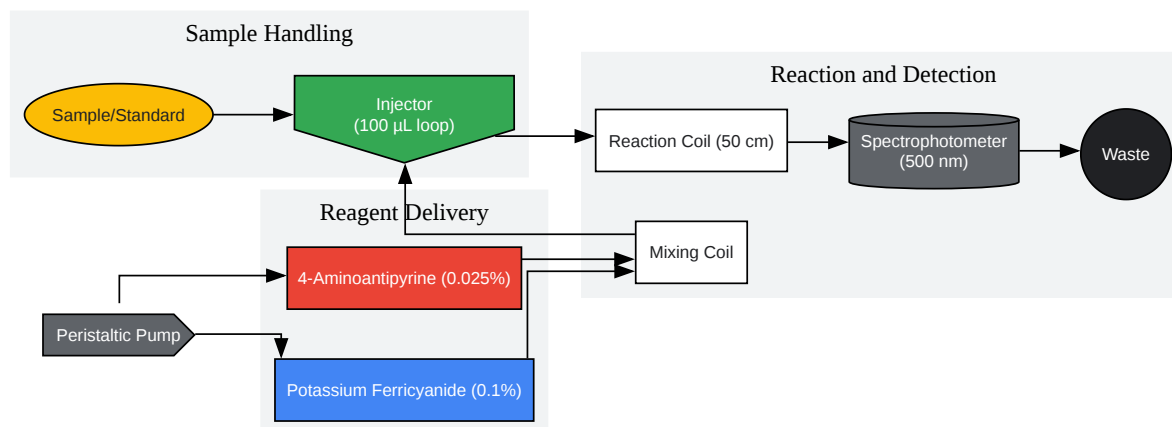 Sample Handling
Sample/Standard
Injector
(100 µL loop)
Reaction and Detection
Reaction Coil (50 cm)
Spectrophotometer
(500 nm)
Waste
Mixing Coil
Reagent Delivery
4-Aminoantipyrine (0.025%)
Peristaltic Pump
Potassium Ferricyanide (0.1%)